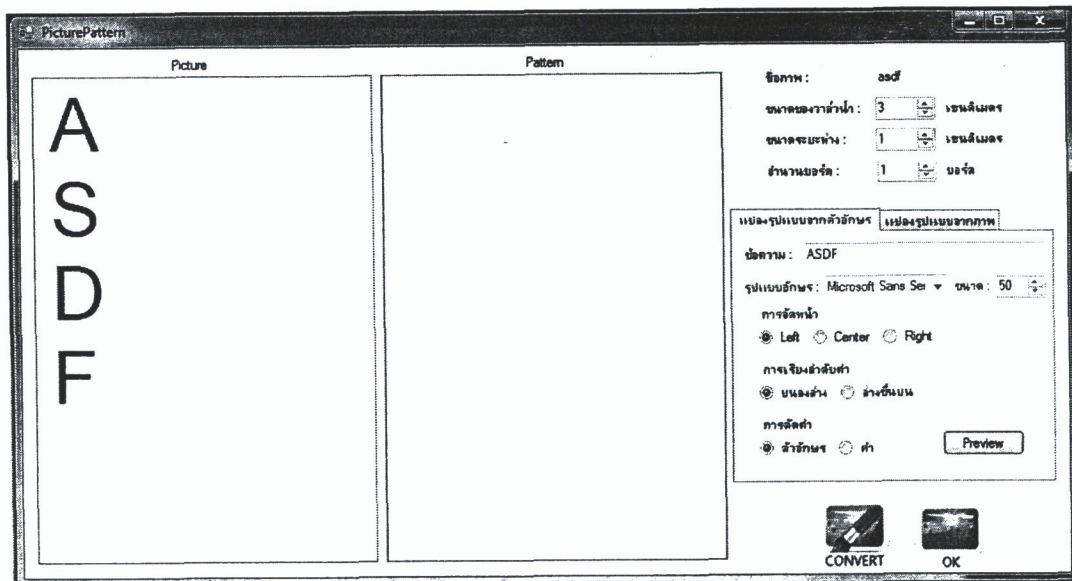 PicturePattern
Picture
A
S
D
F
Pattern
ชื่อภาพ : asdf
ขนาดของวาล์วน้ำ : 3 เซนติเมตร
ขนาดระยะห่าง : 1 เซนติเมตร
จำนวนบอร์ด : 1 บอร์ด
แปลงรูปแบบจากตัวอักษร แปลงรูปแบบจากภาพ
ข้อความ : ASDF
รูปแบบอักษร : Microsoft Sans Ser ขนาด : 50
การจัดหน้า
Left Center Right
การเรียงลำดับคำ
บนลงล่าง ล่างขึ้นบน
การตัดคำ
ตัวอักษร คำ
Preview
CONVERT OK